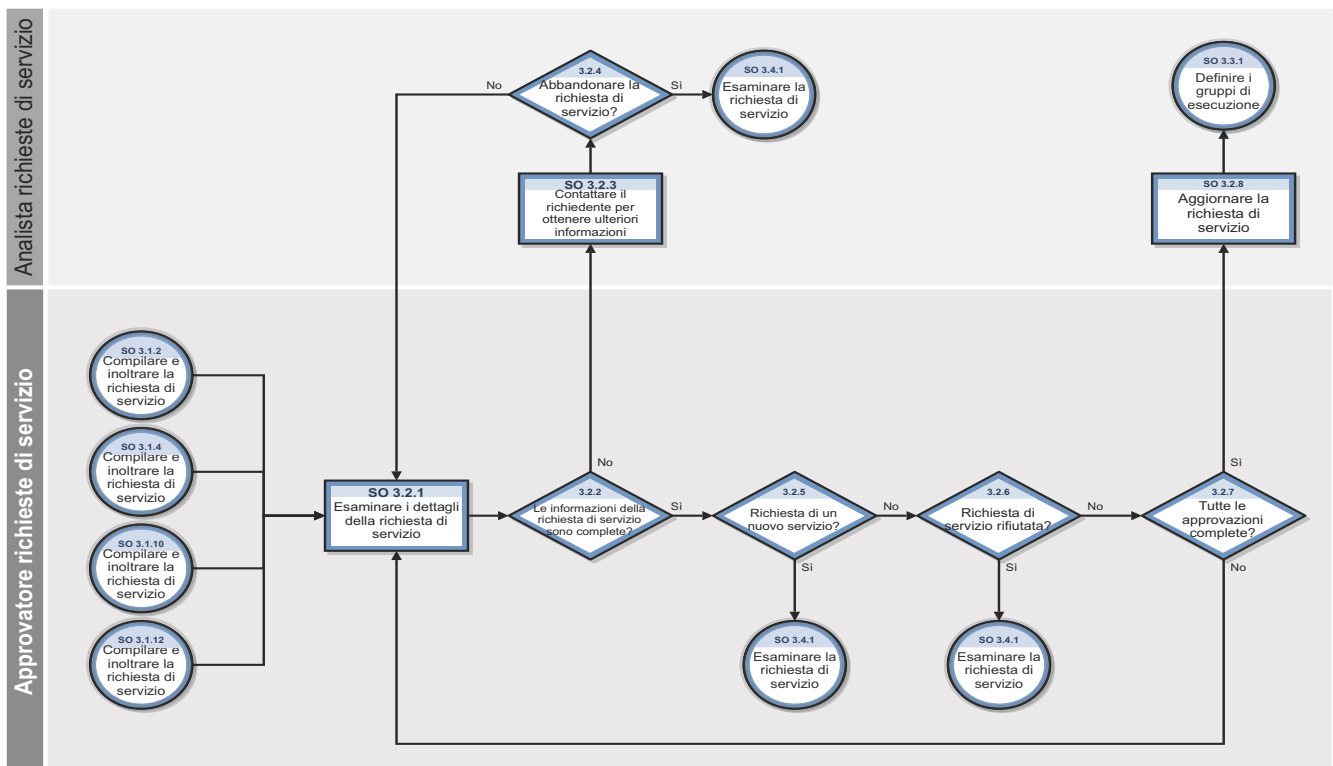 Analista richieste di servizio
No
3.2.4
Abbandonare la
richiesta di
servizio?
Sì
SO 3.4.1
Esaminare la
richiesta di
servizio
SO 3.3.1
Definire i
gruppi di
esecuzione
SO 3.2.3
Contattare il
richiedente per
ottenere ulteriori
informazioni
SO 3.2.8
Aggiornare la
richiesta di
servizio
Approvatore richieste di servizio
SO 3.1.2
Compilare e
inoltrare la
richiesta di
servizio
SO 3.1.4
Compilare e
inoltrare la
richiesta di
servizio
SO 3.1.10
Compilare e
inoltrare la
richiesta di
servizio
SO 3.1.12
Compilare e
inoltrare la
richiesta di
servizio
SO 3.2.1
Esaminare i dettagli
della richiesta di
servizio
No
3.2.2
Le informazioni della
richiesta di servizio
sono complete?
Sì
3.2.5
Richiesta di un
nuovo servizio?
No
Sì
3.2.6
Richiesta di
servizio rifiutata?
No
Sì
Sì
3.2.7
Tutte le
approvazioni
complete?
No
SO 3.4.1
Esaminare la
richiesta di
servizio
SO 3.4.1
Esaminare la
richiesta di
servizio